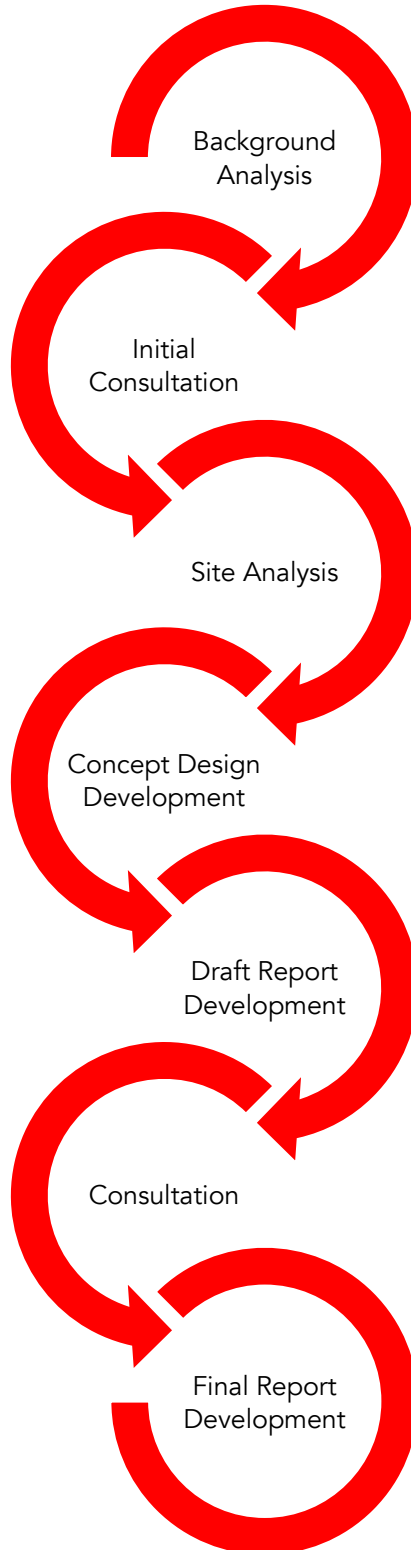 Background
Analysis
Initial
Consultation
Site Analysis
Concept Design
Development
Draft Report
Development
Consultation
Final Report
Development